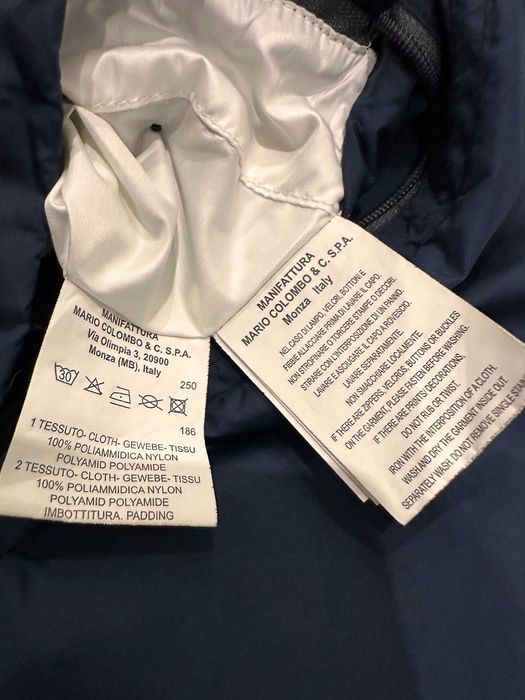 MANIFATTURA
MARIO COLOMBO & C. S.P.A.
Via Olimpia 3, 20900
Monza (MB), Italy
30
250
186
1 TESSUTO- CLOTH- GEWEBE- TISSU
100% POLIAMMIDICA NYLON
POLYAMID POLYAMIDE
2 TESSUTO- CLOTH- GEWEBE- TISSU
100% POLIAMMIDICA NYLON
POLYAMID POLYAMIDE
IMBOTTITURA. PADDING
MANIFATTURA
MARIO COLOMBO & C. S.P.A.
Monza Italy
NEL CASO DI LAMPO, VELCRI, BOTTONI E
FIBBIE ALLACCIARE PRIMA DI LAVARE IL CAPO.
NON STROFINARE O TORCERE STAMPE O DECORI.
STIRARE CON L'INTERPOSIZIONE DI UN PANNO.
LAVARE E ASCIUGARE IL CAPO A ROVESCIO.
LAVARE SEPARATAMENTE.
NON SMACCHIARE LOCALMENTE
IF THERE ARE ZIPPERS, VELCROS, BUTTONS OR BUCKLES
ON THE GARMENT, PLEASE FASTEN BEFORE WASHING.
IF THERE ARE PRINTS / DECORATIONS,
DO NOT RUB OR TWIST.
IRON WITH THE INTERPOSITION OF A CLOTH.
WASH AND DRY THE GARMENT INSIDE OUT
SEPARATELY WASH. DO NOT REMOVE SINGLE